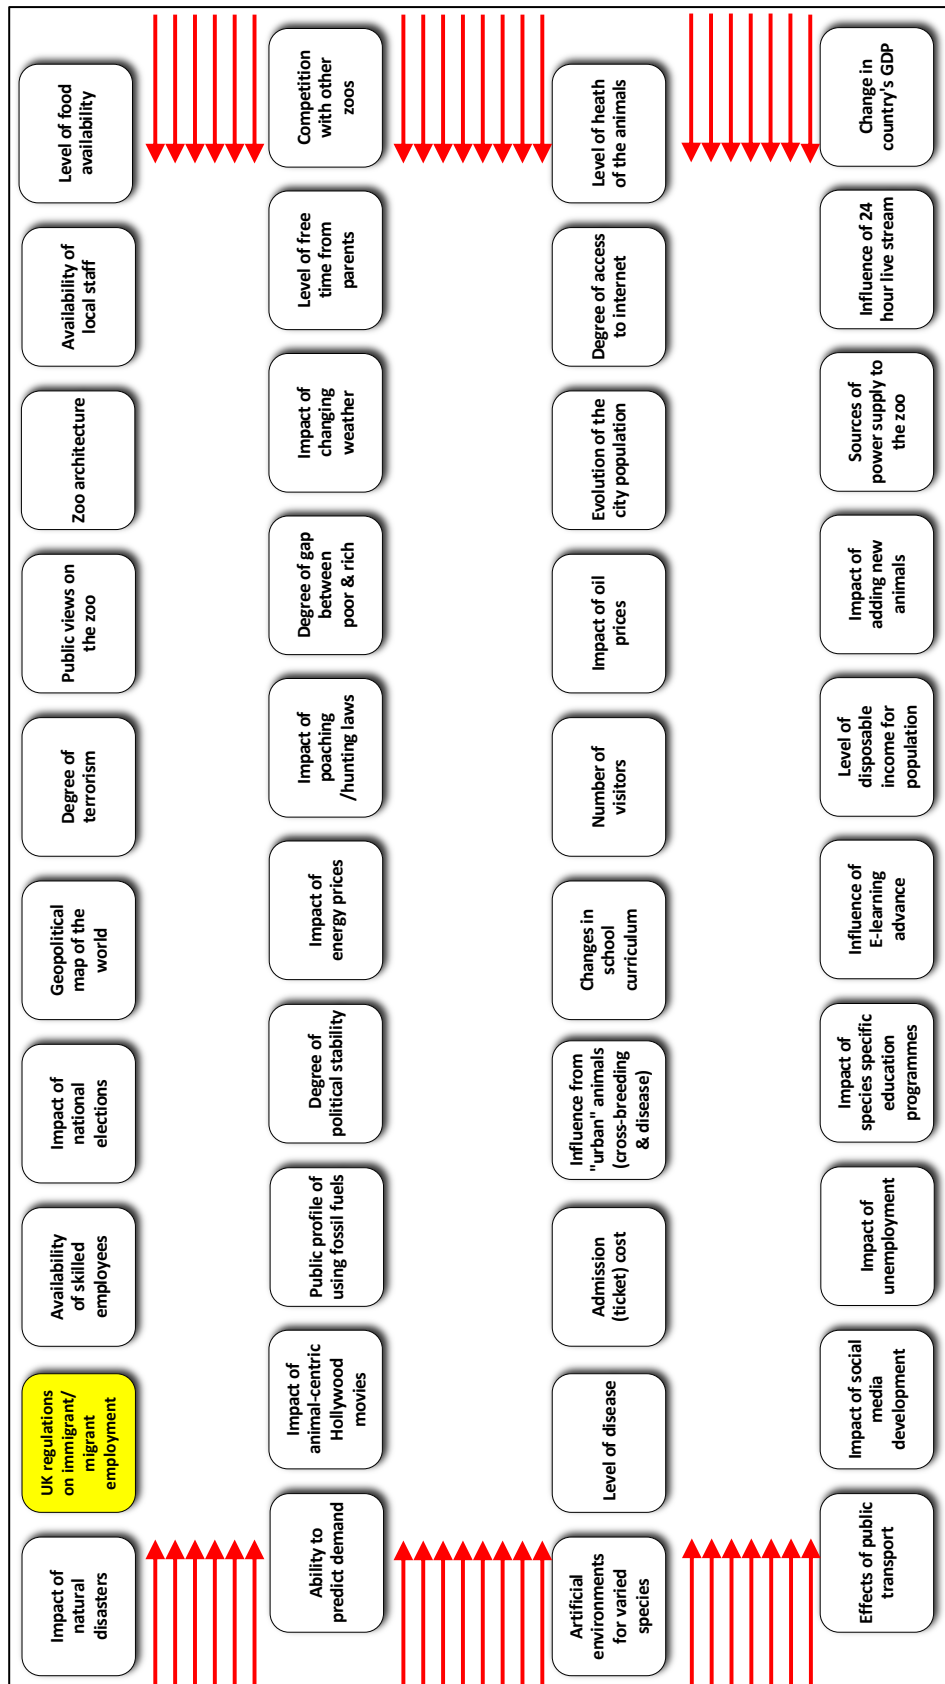 Impact of
natural
disasters
UK regulations
on immigrant/
migrant
employment
Availability
of skilled
employees
Impact of
national
elections
Geopolitical
map of the
world
Degree of
terrorism
Public views on
the zoo
Zoo architecture
Availability of
local staff
Level of food
availability
Ability to
predict demand
Impact of
animal-centric
Hollywood
movies
Public profile of
using fossil fuels
Degree of
political stability
Impact of
energy prices
Impact of
poaching
/hunting laws
Degree of gap
between
poor & rich
Impact of
changing
weather
Level of free
time from
parents
Competition
with other
zoos
Artificial
environments
for varied
species
Level of disease
Admission
(ticket) cost
Influence from
"urban" animals
(cross-breeding
& disease)
Changes in
school
curriculum
Number of
visitors
Impact of oil
prices
Evolution of the
city population
Degree of access
to internet
Level of heath
of the animals
Effects of public
transport
Impact of social
media
development
Impact of
unemployment
Impact of
species specific
education
programmes
Influence of
E-learning
advance
Level of
disposable
income for
population
Impact of
adding new
animals
Sources of
power supply to
the zoo
Influence of 24
hour live stream
Change in
country's GDP